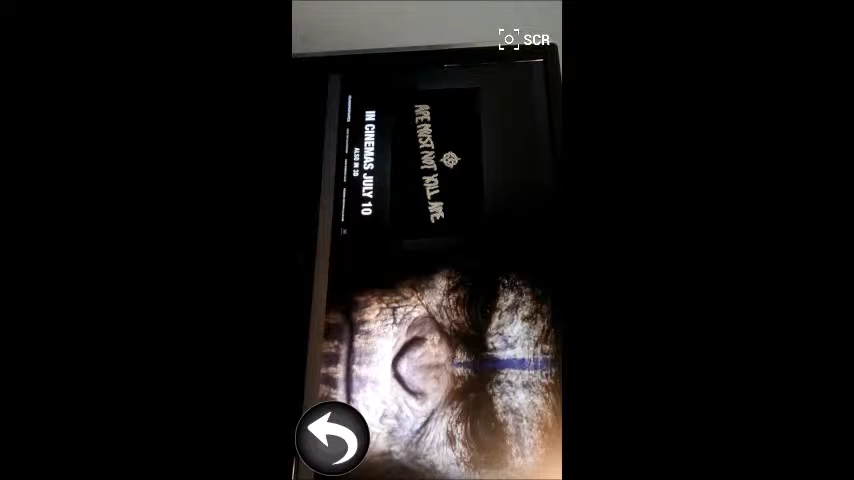 SCR
APE MUST NOT KILL APE
IN CINEMAS JULY 10
ALSO IN 3D